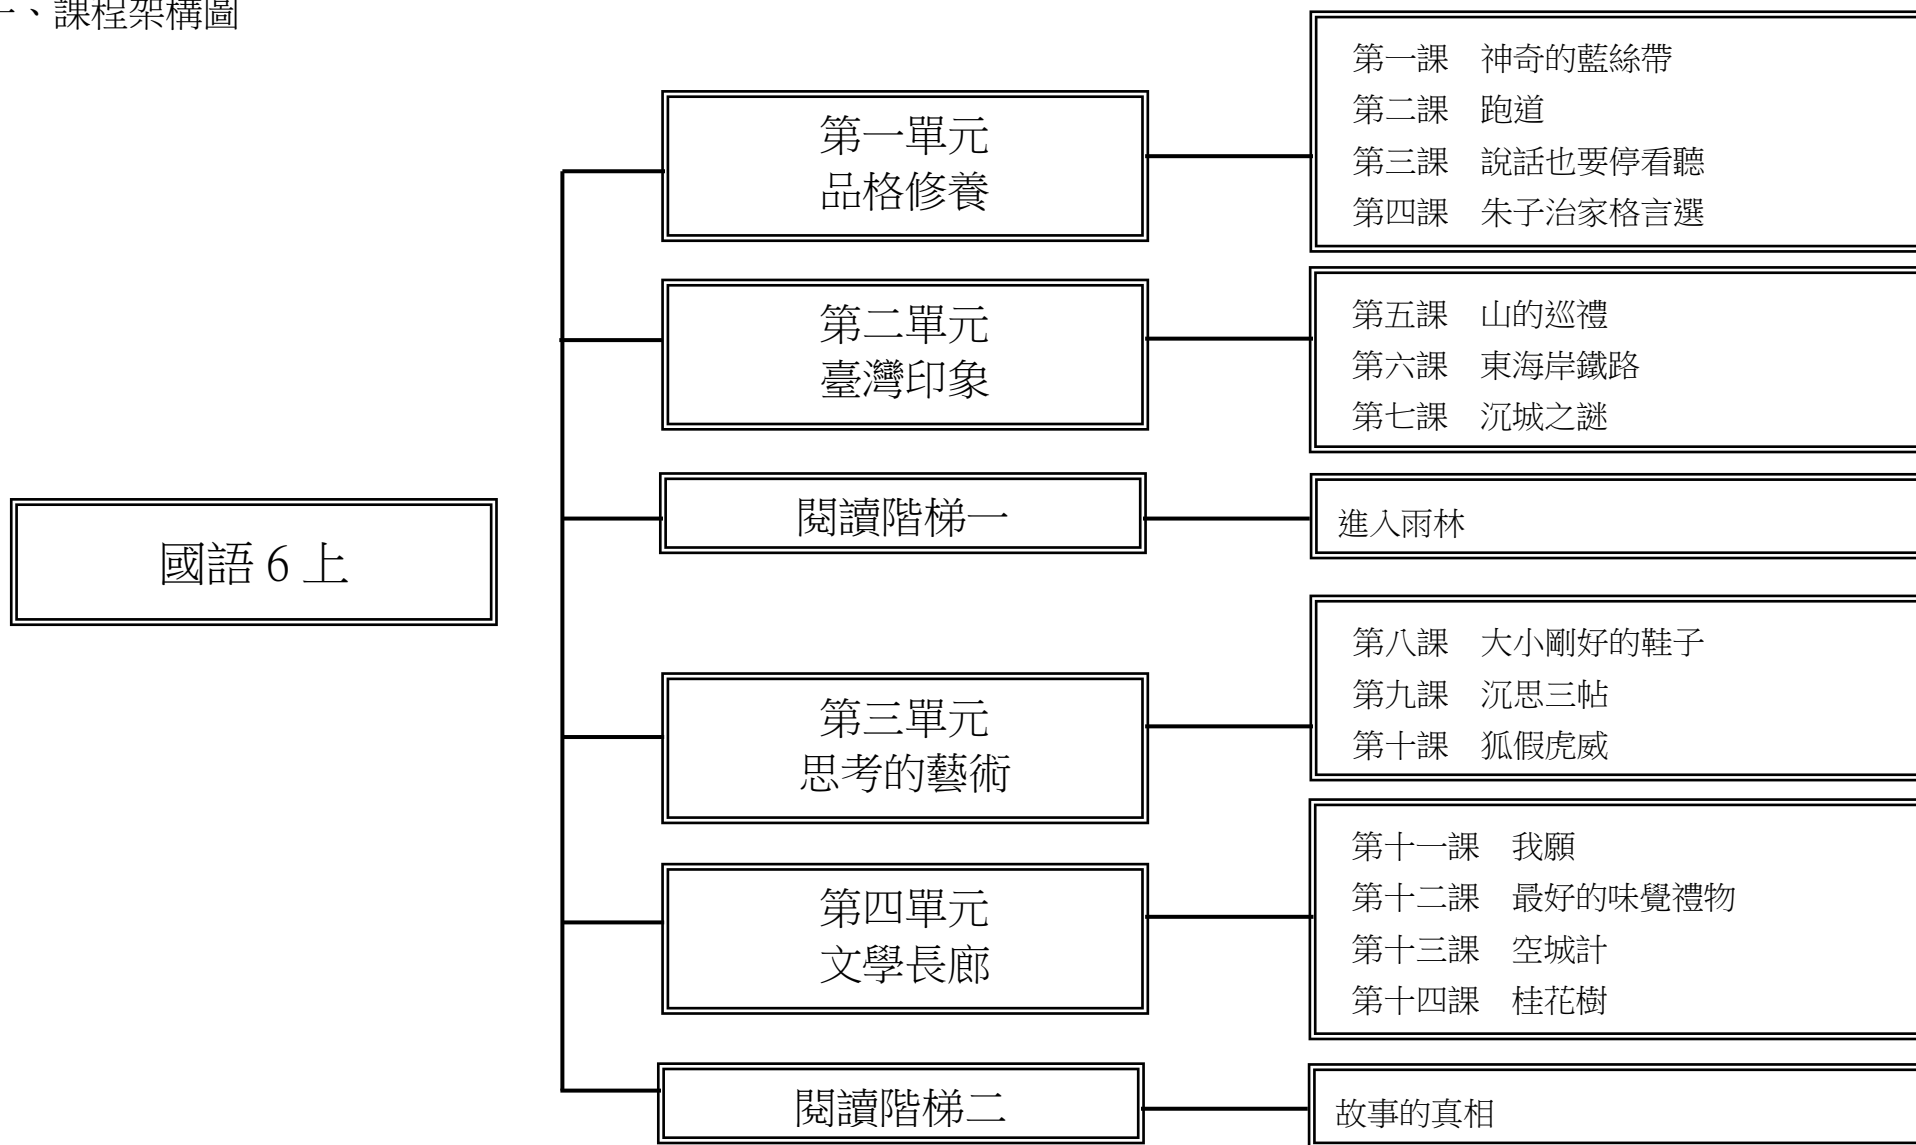 一、課程架構圖
國語 6 上
第一單元
品格修養
第一課　神奇的藍絲帶
第二課　跑道
第三課　說話也要停看聽
第四課　朱子治家格言選
第二單元
臺灣印象
第五課　山的巡禮
第六課　東海岸鐵路
第七課　沉城之謎
閱讀階梯一
進入雨林
第三單元
思考的藝術
第八課　大小剛好的鞋子
第九課　沉思三帖
第十課　狐假虎威
第四單元
文學長廊
第十一課　我願
第十二課　最好的味覺禮物
第十三課　空城計
第十四課　桂花樹
閱讀階梯二
故事的真相